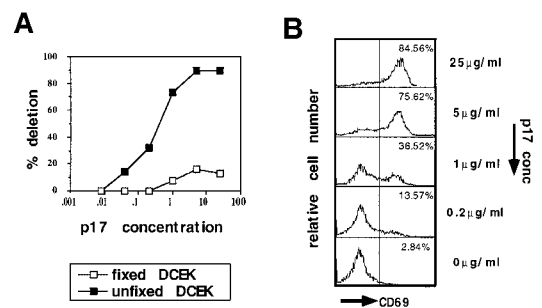 A
100
80
60
40
20
0
% deletion
.001 .01 .1 1 10 100
p17 concentration
fixed DCEK
unfixed DCEK
B
84.56%
25µg/ml
75.62%
5µg/ml
36.52%
1µg/ml
13.57%
0.2µg/ml
2.84%
0µg/ml
relative cell number
p17 conc
CD69